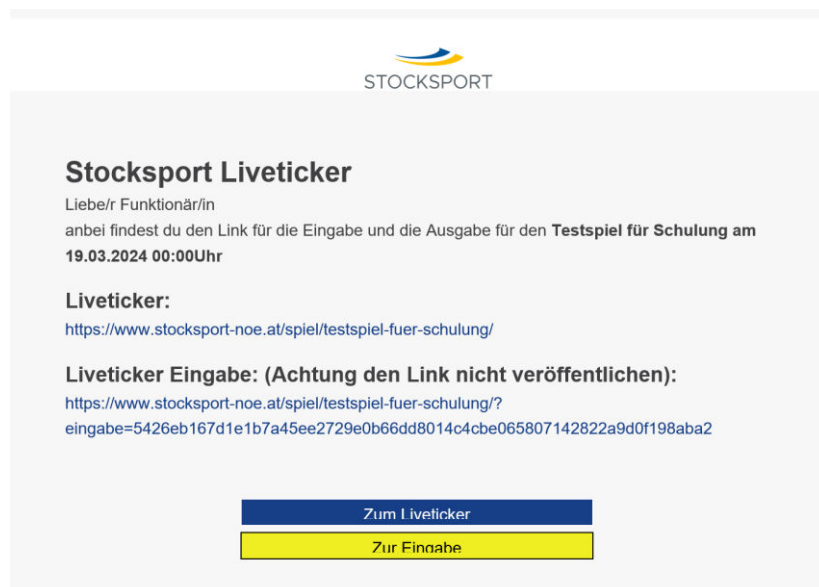 STOCKSPORT
Stocksport Liveticker
Liebe/r Funktionär/in
anbei findest du den Link für die Eingabe und die Ausgabe für den Testspiel für Schulung am
19.03.2024 00:00Uhr
Liveticker:
https://www.stocksport-noe.at/spiel/testspiel-fuer-schulung/
Liveticker Eingabe: (Achtung den Link nicht veröffentlichen):
https://www.stocksport-noe.at/spiel/testspiel-fuer-schulung/?
eingabe=5426eb167d1e1b7a45ee2729e0b66dd8014c4cbe065807142822a9d0f198aba2
Zum Liveticker
Zur Eingabe